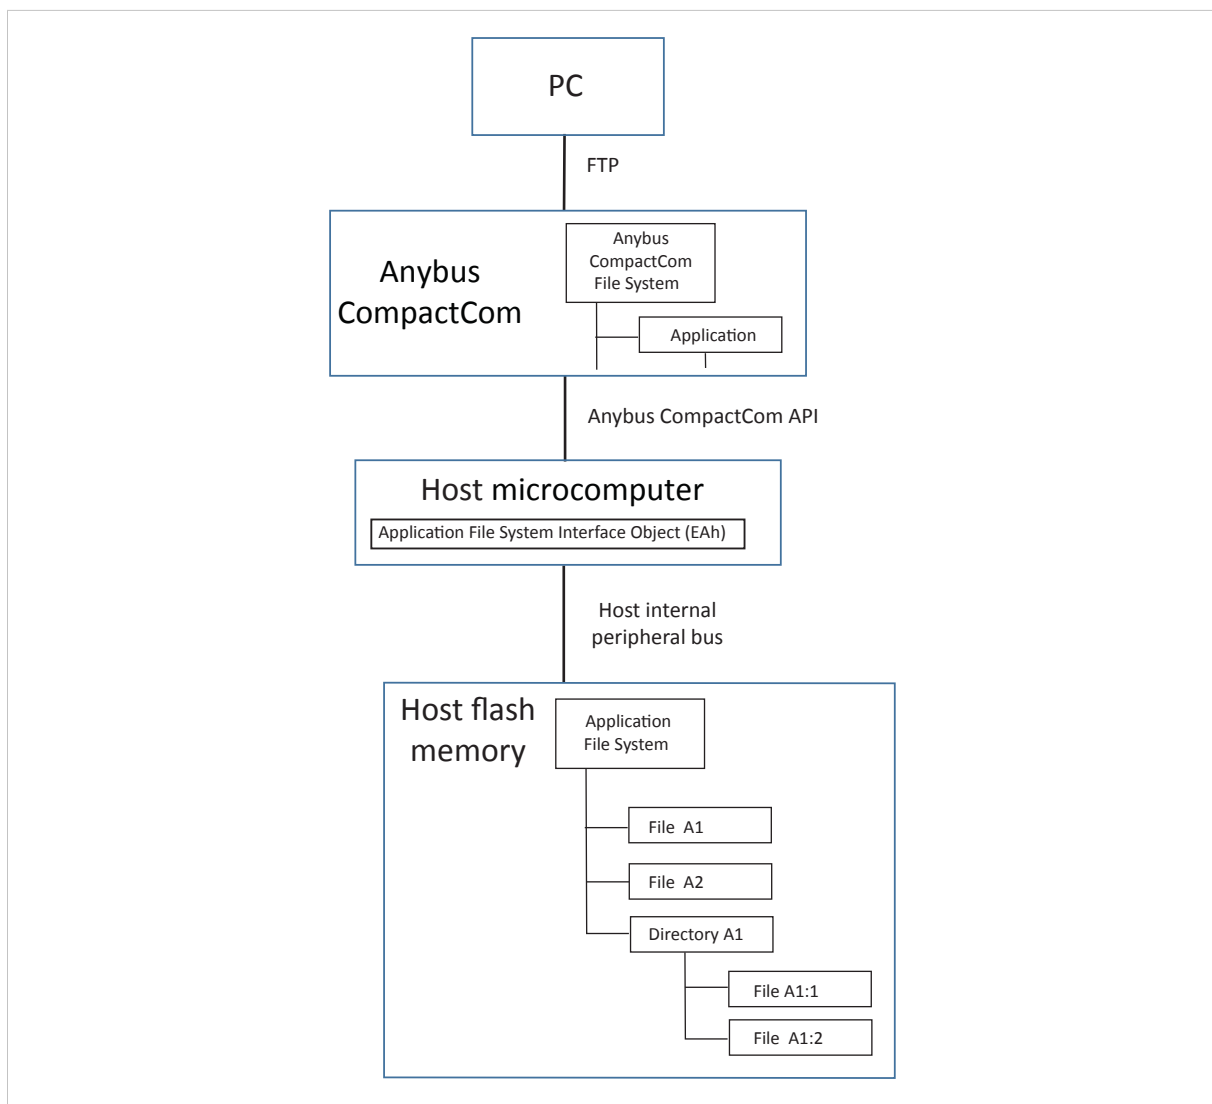 PC
FTP
Anybus
CompactCom
Anybus
CompactCom
File System
Application
Anybus CompactCom API
Host microcomputer
Application File System Interface Object (EAh)
Host internal
peripheral bus
Host flash
memory
Application
File System
File A1
File A2
Directory A1
File A1:1
File A1:2